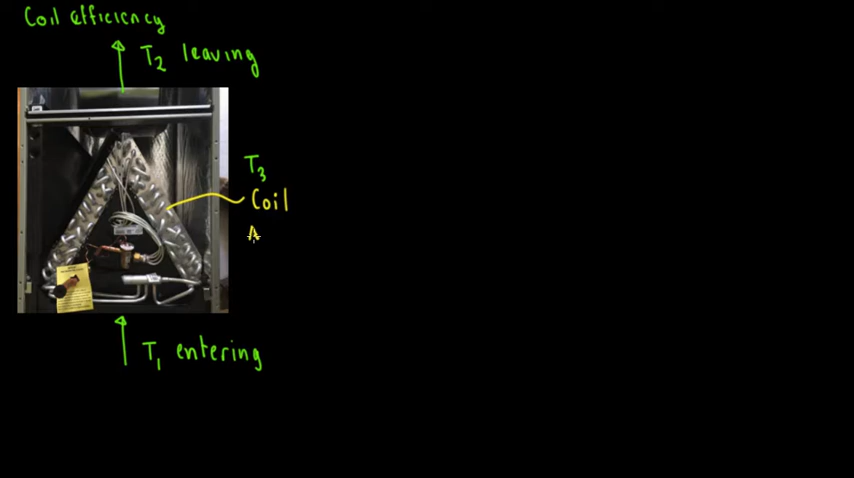 Coil efficiency
T2 leaving
T3
Coil
T1 entering